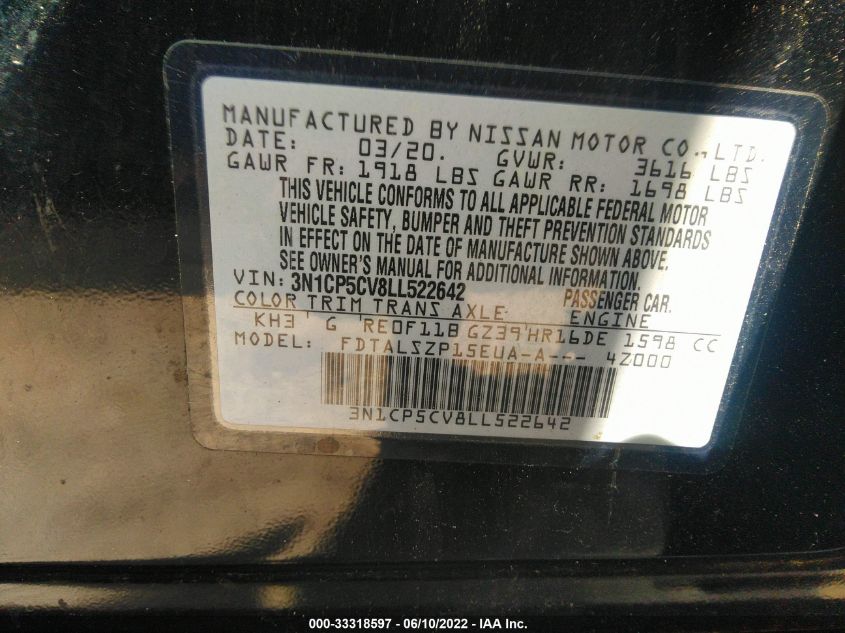 MANUFACTURED BY NISSAN MOTOR CO., LTD.
DATE: 03/20. GVWR: 3616 LBS
GAWR FR: 1918 LBS GAWR RR: 1698 LBS
THIS VEHICLE CONFORMS TO ALL APPLICABLE FEDERAL MOTOR
VEHICLE SAFETY, BUMPER AND THEFT PREVENTION STANDARDS
IN EFFECT ON THE DATE OF MANUFACTURE SHOWN ABOVE.
SEE OWNER'S MANUAL FOR ADDITIONAL INFORMATION.
VIN: 3N1CP5CV8LL522642 PASSENGER CAR.
COLOR TRIM TRANS AXLE ENGINE
KH3 G RE0F11B GZ39 HR16DE 1598 CC
MODEL: FDTALSZP15EUA-A--- 4Z000
3N1CP5CV8LL522642
000-33318597 - 06/10/2022 - IAA Inc.